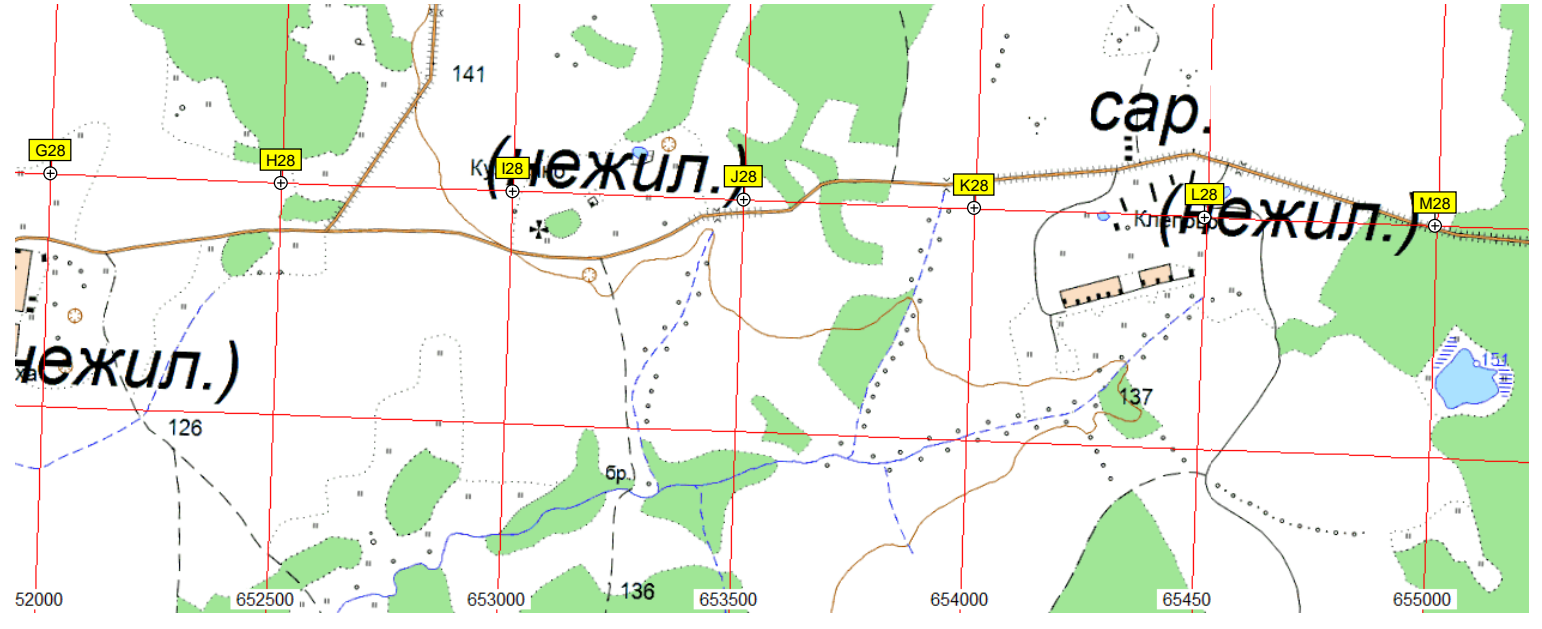 141
сар.
G28
H28
I28
(нежил.)
J28
K28
L28
M28
(нежил.)
нежил.)
151
137
126
бр.
136
52000
652500
653000
653500
654000
65450
655000